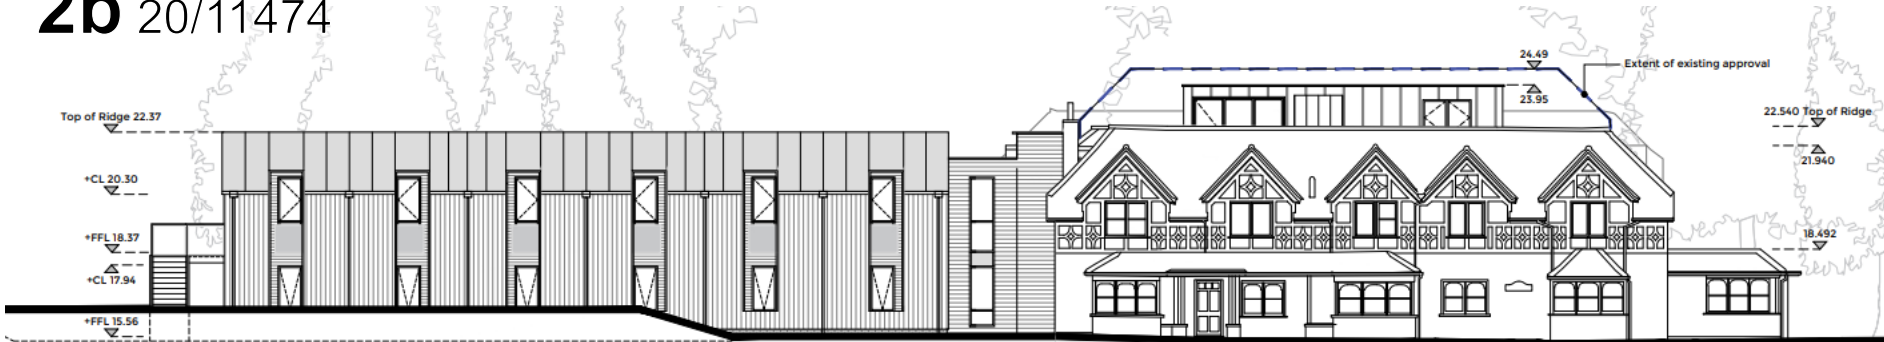 2b 20/11474
24.49
Extent of existing approval
23.95
Top of Ridge 22.37
22.540 Top of Ridge
21.940
+CL 20.30
+FFL 18.37
18.492
+CL 17.94
+FFL 15.56